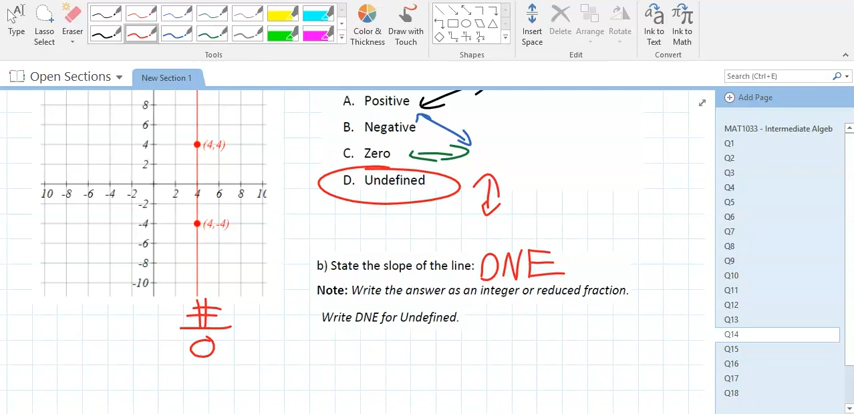 Type
Lasso Select
Eraser
Color & Thickness
Draw with Touch
Insert Space
Delete
Arrange
Rotate
Ink to Text
Ink to Math
Tools
Shapes
Edit
Convert
Open Sections
New Section 1
Search (Ctrl+E)
Add Page
MAT1033 - Intermediate Algeb
Q1
Q2
Q3
Q4
Q5
Q6
Q7
Q8
Q9
Q10
Q11
Q12
Q13
Q14
Q15
Q16
Q17
Q18
8
6
4
2
10 -8 -6 -4 -2 2 4 6 8 10
-4
-6
-8
-10
(4,4)
(4,-4)
#
0
A. Positive
B. Negative
C. Zero
D. Undefined
b) State the slope of the line: DNE
Note: Write the answer as an integer or reduced fraction.
Write DNE for Undefined.